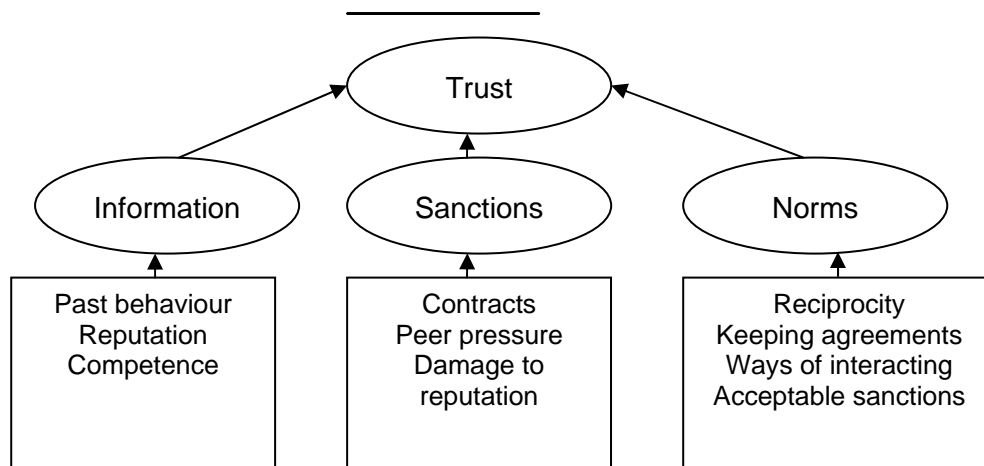 Trust
Information
Sanctions
Norms
Past behaviour
Reputation
Competence
Contracts
Peer pressure
Damage to
reputation
Reciprocity
Keeping agreements
Ways of interacting
Acceptable sanctions